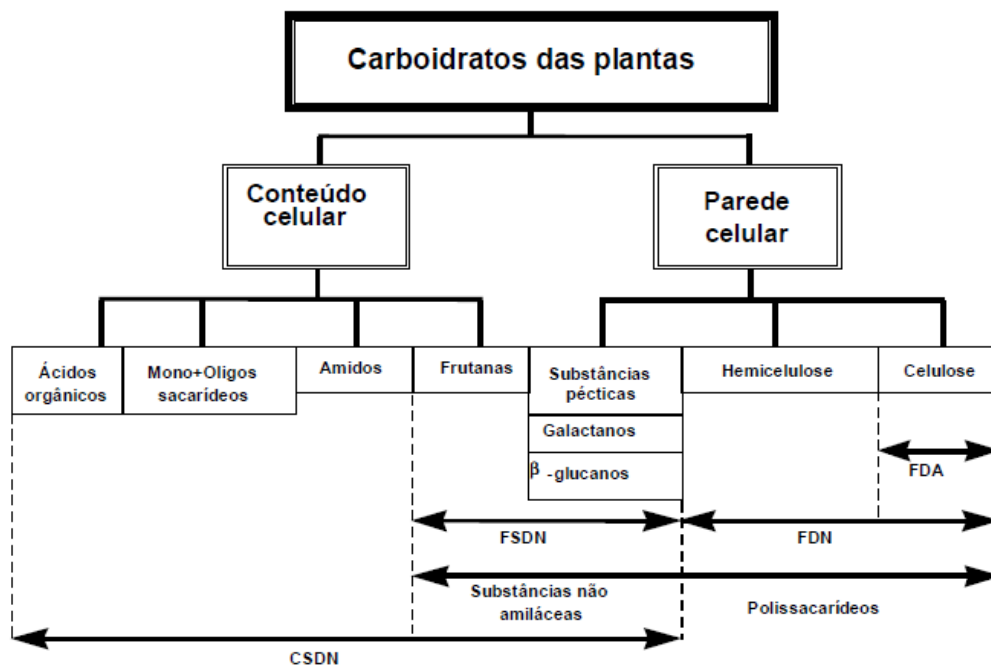 Carboidratos das plantas
Conteúdo
celular
Parede
celular
Ácidos
orgânicos
Mono+Oligos
sacarídeos
Amidos
Frutanas
Substâncias
pécticas
Galactanos
β -glucanos
Hemicelulose
Celulose
FDA
FSDN
FDN
Substâncias não
amiláceas
Polissacarídeos
CSDN